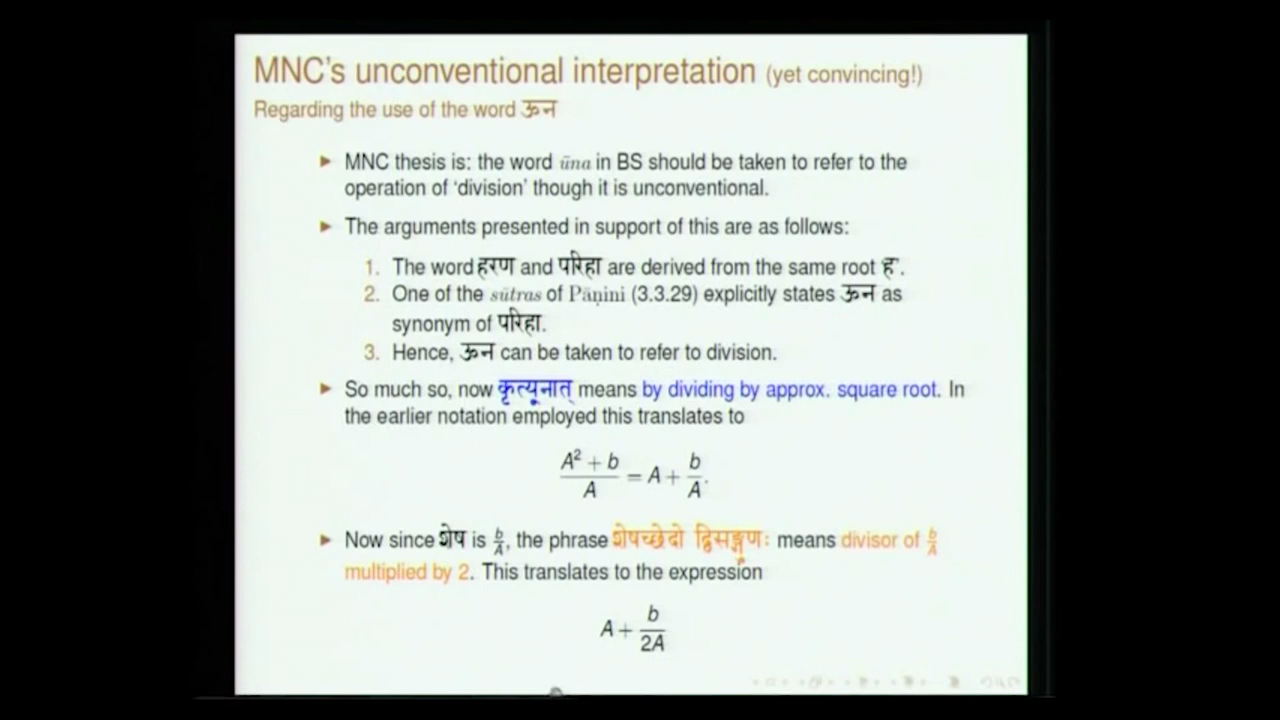 MNC's unconventional interpretation (yet convincing!)
Regarding the use of the word ऊन
► MNC thesis is: the word ūna in BS should be taken to refer to the
operation of 'division' though it is unconventional.
► The arguments presented in support of this are as follows:
1. The word हरण and परिहा are derived from the same root हृ.
2. One of the sūtras of Pāṇini (3.3.29) explicitly states ऊन as
synonym of परिहा.
3. Hence, ऊन can be taken to refer to division.
► So much so, now कृत्यूनात् means by dividing by approx. square root. In
the earlier notation employed this translates to
(A² + b)/A = A + b/A.
► Now since शेष is b/A, the phrase शेषच्छेदो द्विसङ्गुणः means divisor of b/A
multiplied by 2. This translates to the expression
A + b/2A